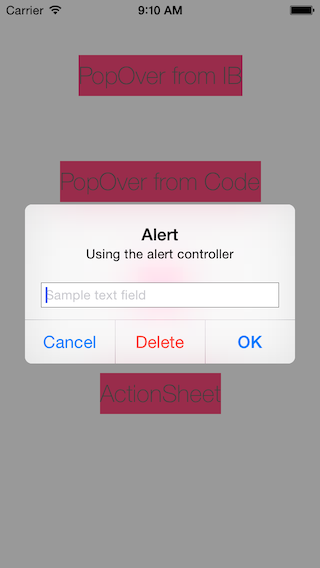 Carrier 9:10 AM
PopOver from IB
PopOver from Code
Alert
Using the alert controller
Sample text field
Cancel Delete OK
ActionSheet